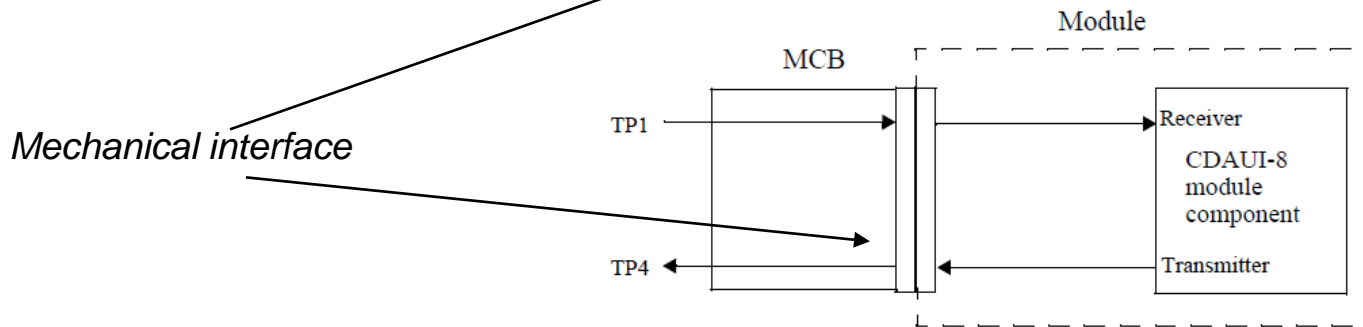 Module
MCB
TP1
Receiver
Mechanical interface
CDAUI-8
module
component
TP4
Transmitter